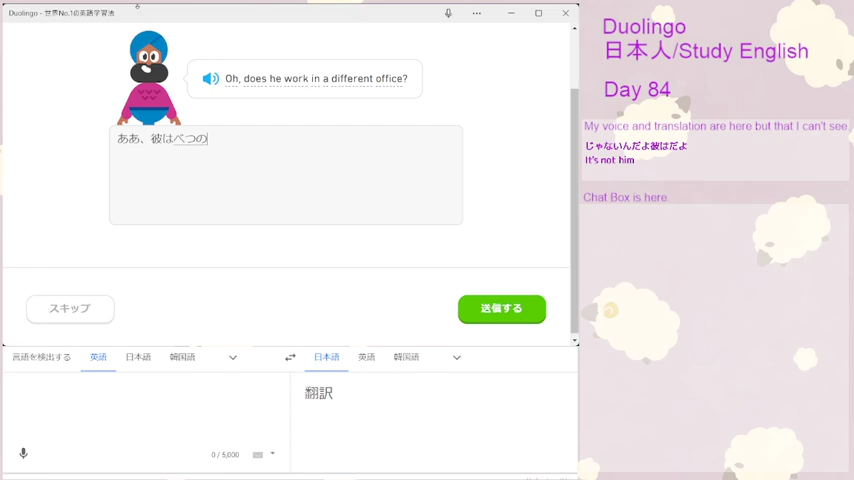 Duolingo - 世界No.1の英語学習法
Oh, does he work in a different office?
ああ、彼はべつの
スキップ
送信する
言語を検出する 英語 日本語 韓国語
日本語 英語 韓国語
翻訳
0 / 5,000
Duolingo
日本人/Study English
Day 84
My voice and translation are here but that I can't see
じゃないんだよ彼はだよ
It's not him
Chat Box is here.